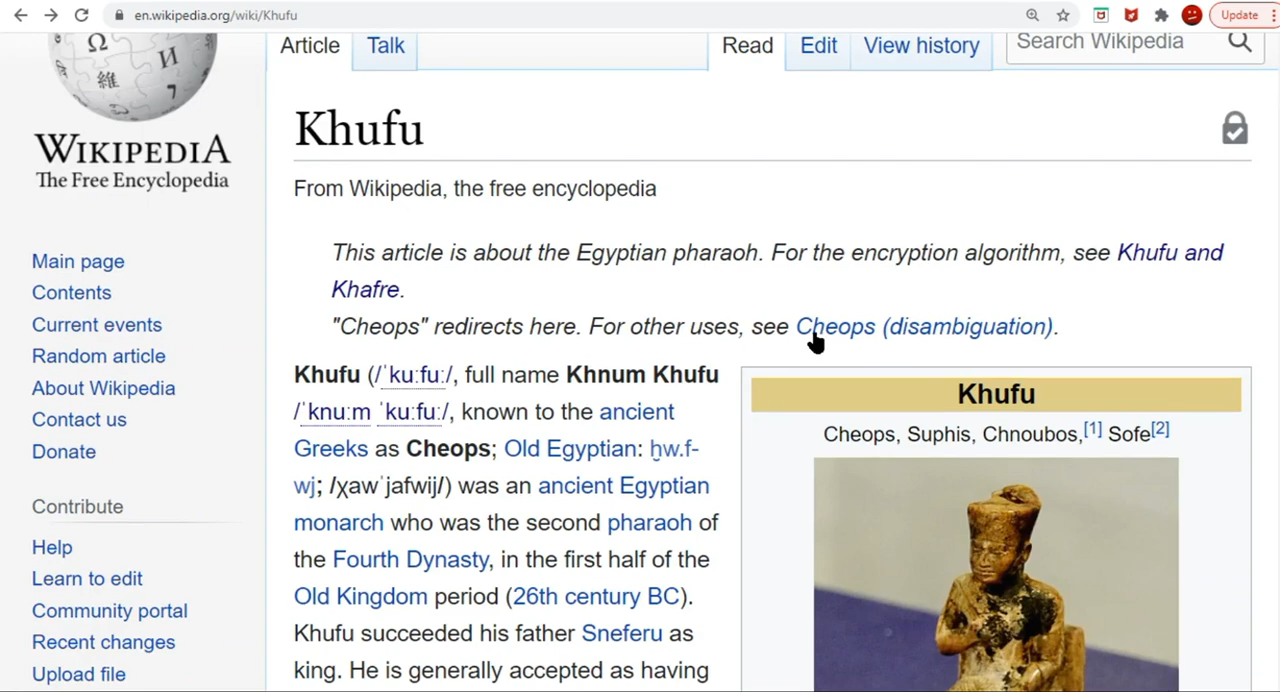 en.wikipedia.org/wiki/Khufu
Update
Article
Talk
Read
Edit
View history
Search Wikipedia
Ω
И
維
7
WIKIPEDIA
The Free Encyclopedia
Main page
Contents
Current events
Random article
About Wikipedia
Contact us
Donate
Contribute
Help
Learn to edit
Community portal
Recent changes
Upload file
Khufu
From Wikipedia, the free encyclopedia
This article is about the Egyptian pharaoh. For the encryption algorithm, see Khufu and
Khafre.
"Cheops" redirects here. For other uses, see Cheops (disambiguation).
Khufu (/ˈkuːfuː/, full name Khnum Khufu
/ˈknuːm ˈkuːfuː/, known to the ancient
Greeks as Cheops; Old Egyptian: ḫw.f-
wj; /χawˈjafwij/) was an ancient Egyptian
monarch who was the second pharaoh of
the Fourth Dynasty, in the first half of the
Old Kingdom period (26th century BC).
Khufu succeeded his father Sneferu as
king. He is generally accepted as having
Khufu
Cheops, Suphis, Chnoubos,[1] Sofe[2]